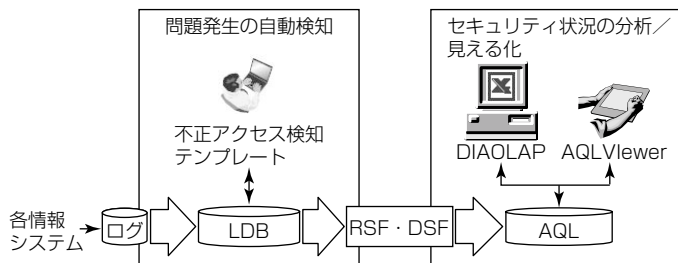 問題発生の自動検知
セキュリティ状況の分析／
見える化
不正アクセス検知
テンプレート
DIAOLAP
AQLVIewer
各情報
システム
ログ
LDB
RSF・DSF
AQL